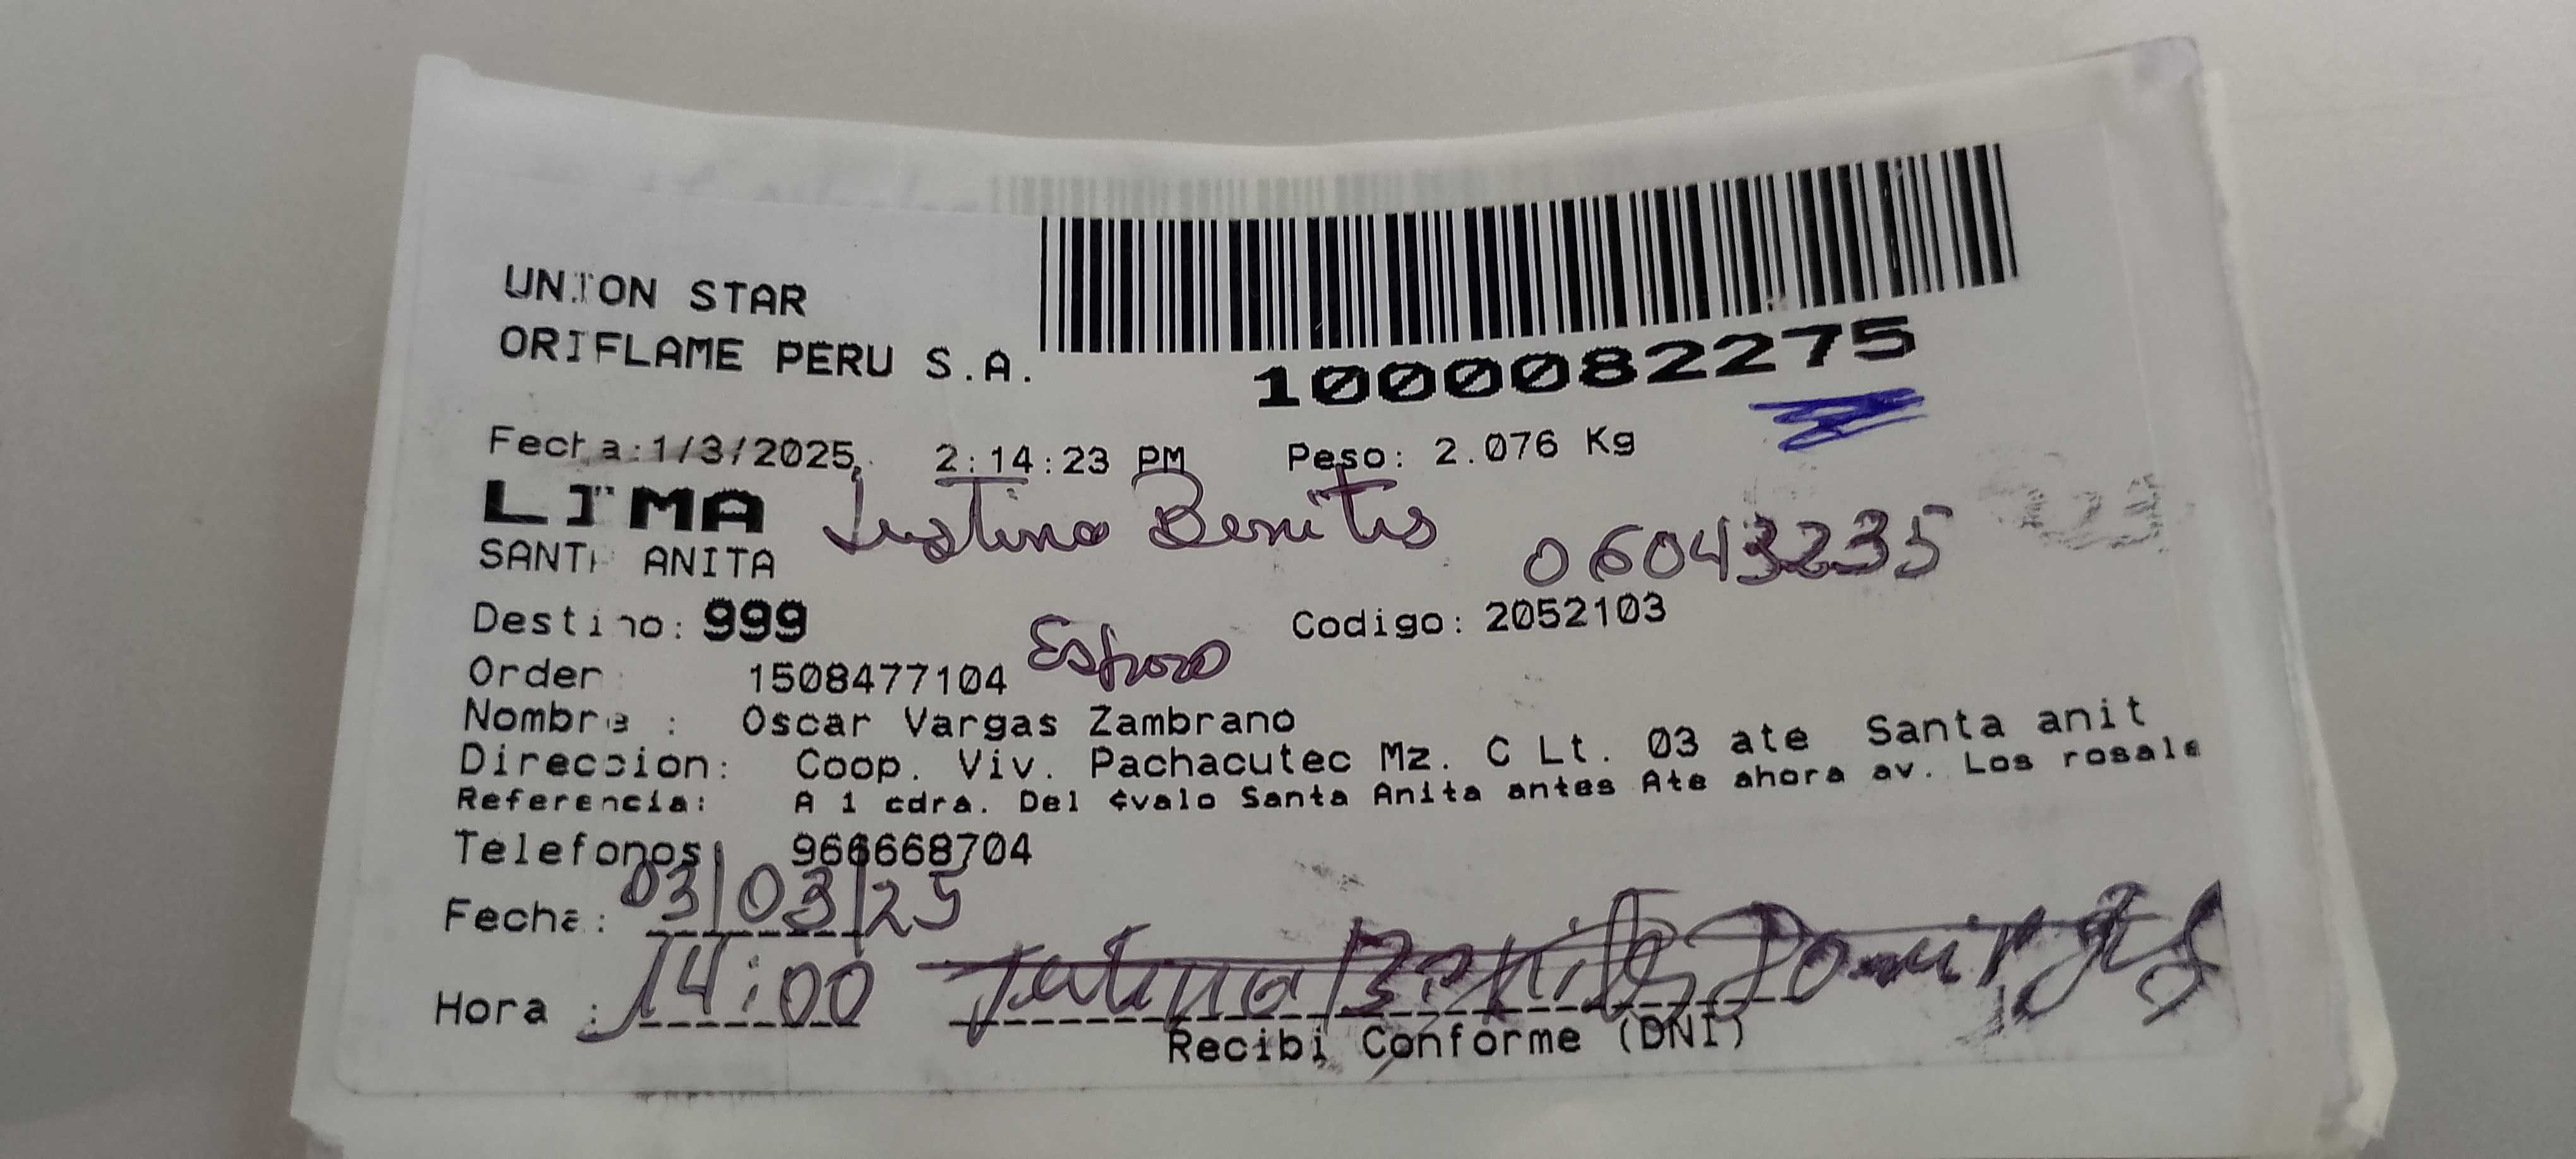 UNION STAR
ORIFLAME PERU S.A.
1000082275
Fecha:1/3/2025, 2:14:23 PM Peso: 2.076 Kg
LIMA
Justina Benites 06043235
SANTA ANITA
Destino: 999 Codigo: 2052103
Order : 1508477104 Esposo
Nombre : Oscar Vargas Zambrano
Direccion: Coop. Viv. Pachacutec Mz. C Lt. 03 ate Santa anit
Referencia: A 1 cdra. Del ¢valo Santa Anita antes Ate ahora av. Los rosale
Telefonos: 966668704
Fecha: 03/03/25
Hora : 14:00
Recibi Conforme (DNI)